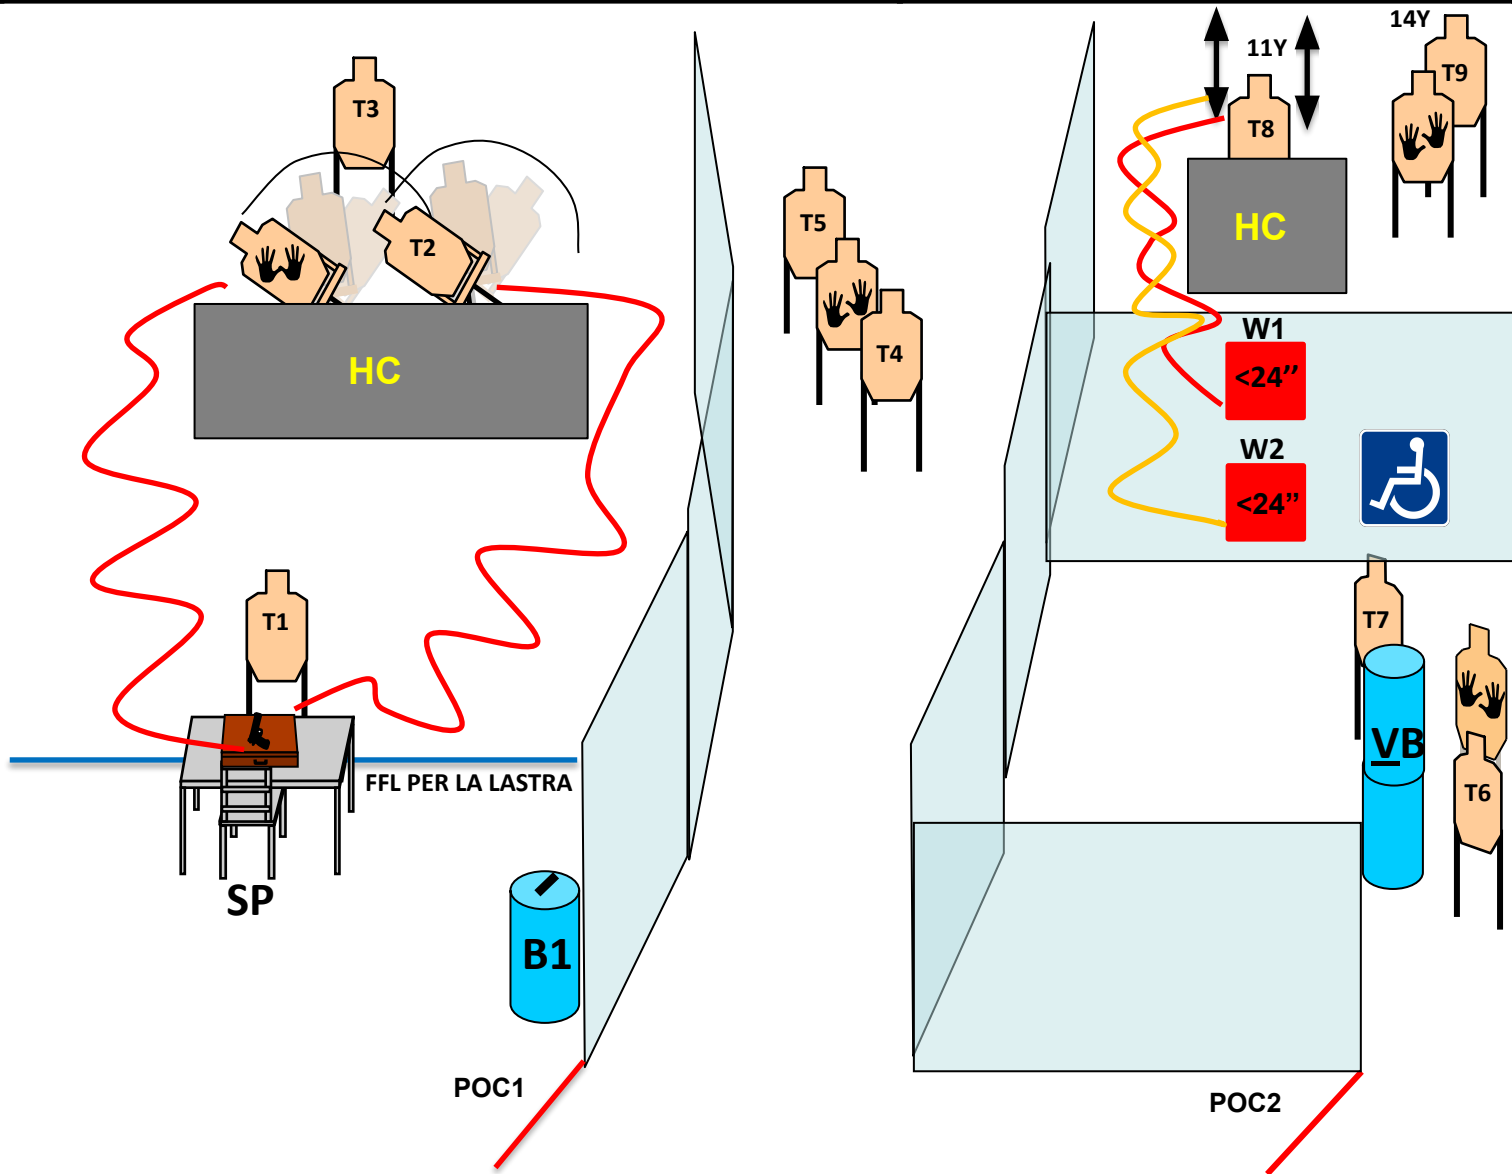 T3
T2
HC
T1
FFL PER LA LASTRA
SP
B1
POC1
T5
T4
14Y
11Y
T9
T8
HC
W1
<24”
W2
<24”
T7
VB
T6
POC2